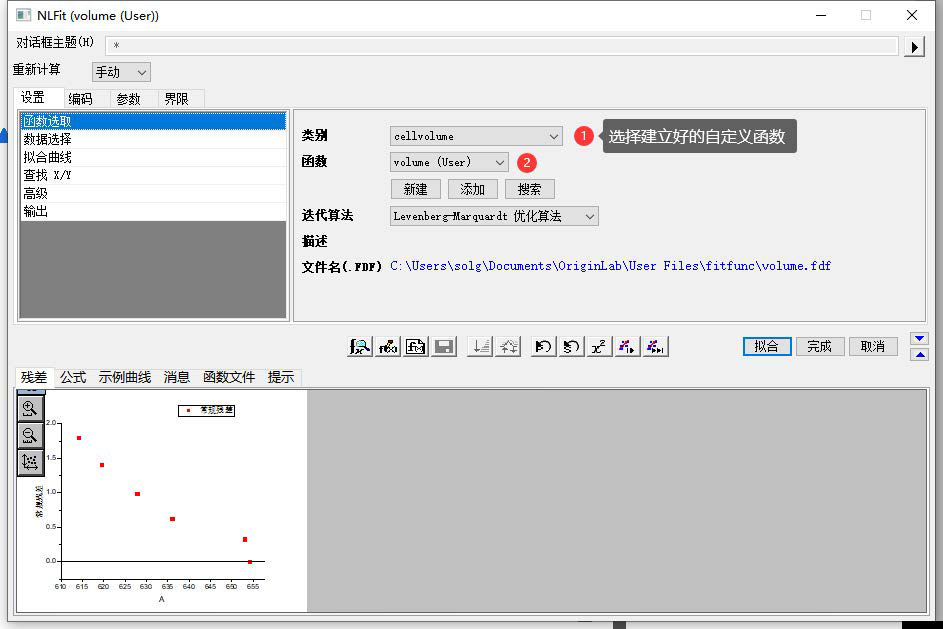 NLFit (volume (User))
对话框主题(H) *
重新计算 手动
设置 编码 参数 界限
函数选取
数据选择
拟合曲线
查找 X/Y
高级
输出
类别 cellvolume 1 选择建立好的自定义函数
函数 volume (User) 2
新建 添加 搜索
迭代算法 Levenberg-Marquardt 优化算法
描述
文件名(.FDF) C:\Users\solg\Documents\OriginLab\User Files\fitfunc\volume.fdf
拟合 完成 取消
残差 公式 示例曲线 消息 函数文件 提示
常规残差
2.0
1.5
1.0
0.5
0.0
常规残差
610 615 620 625 630 635 640 645 650 655
A